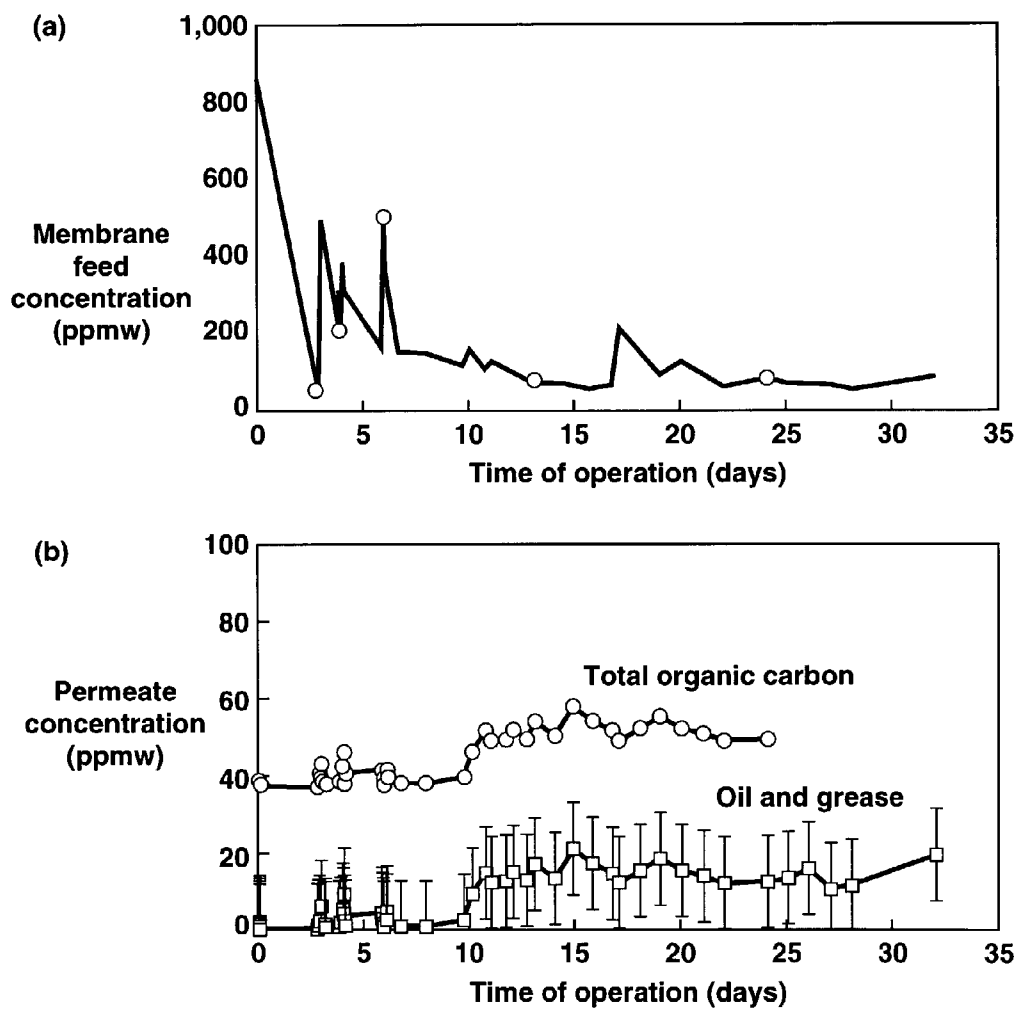 (a)
1,000
800
600
400
200
0
Membrane
feed
concentration
(ppmw)
0 5 10 15 20 25 30 35
Time of operation (days)
(b)
100
80
60
40
20
0
Permeate
concentration
(ppmw)
Total organic carbon
Oil and grease
0 5 10 15 20 25 30 35
Time of operation (days)